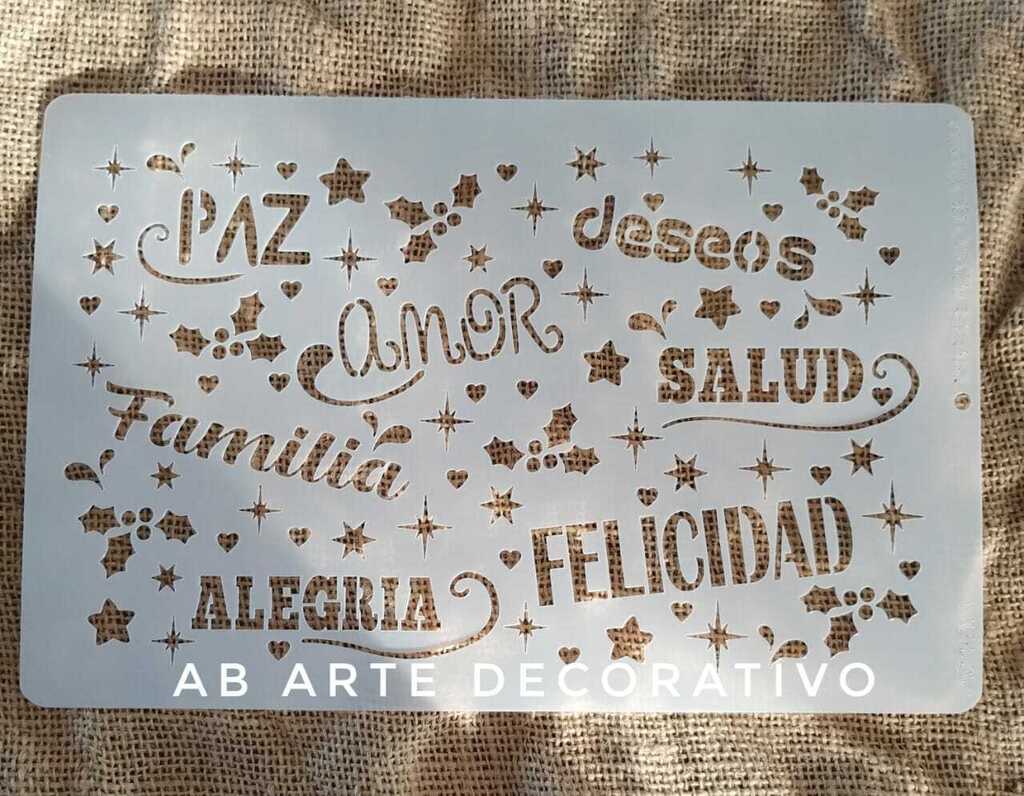 PAZ
deseos
AMOR
SALUD
Familia
FELICIDAD
ALEGRIA
AB ARTE DECORATIVO